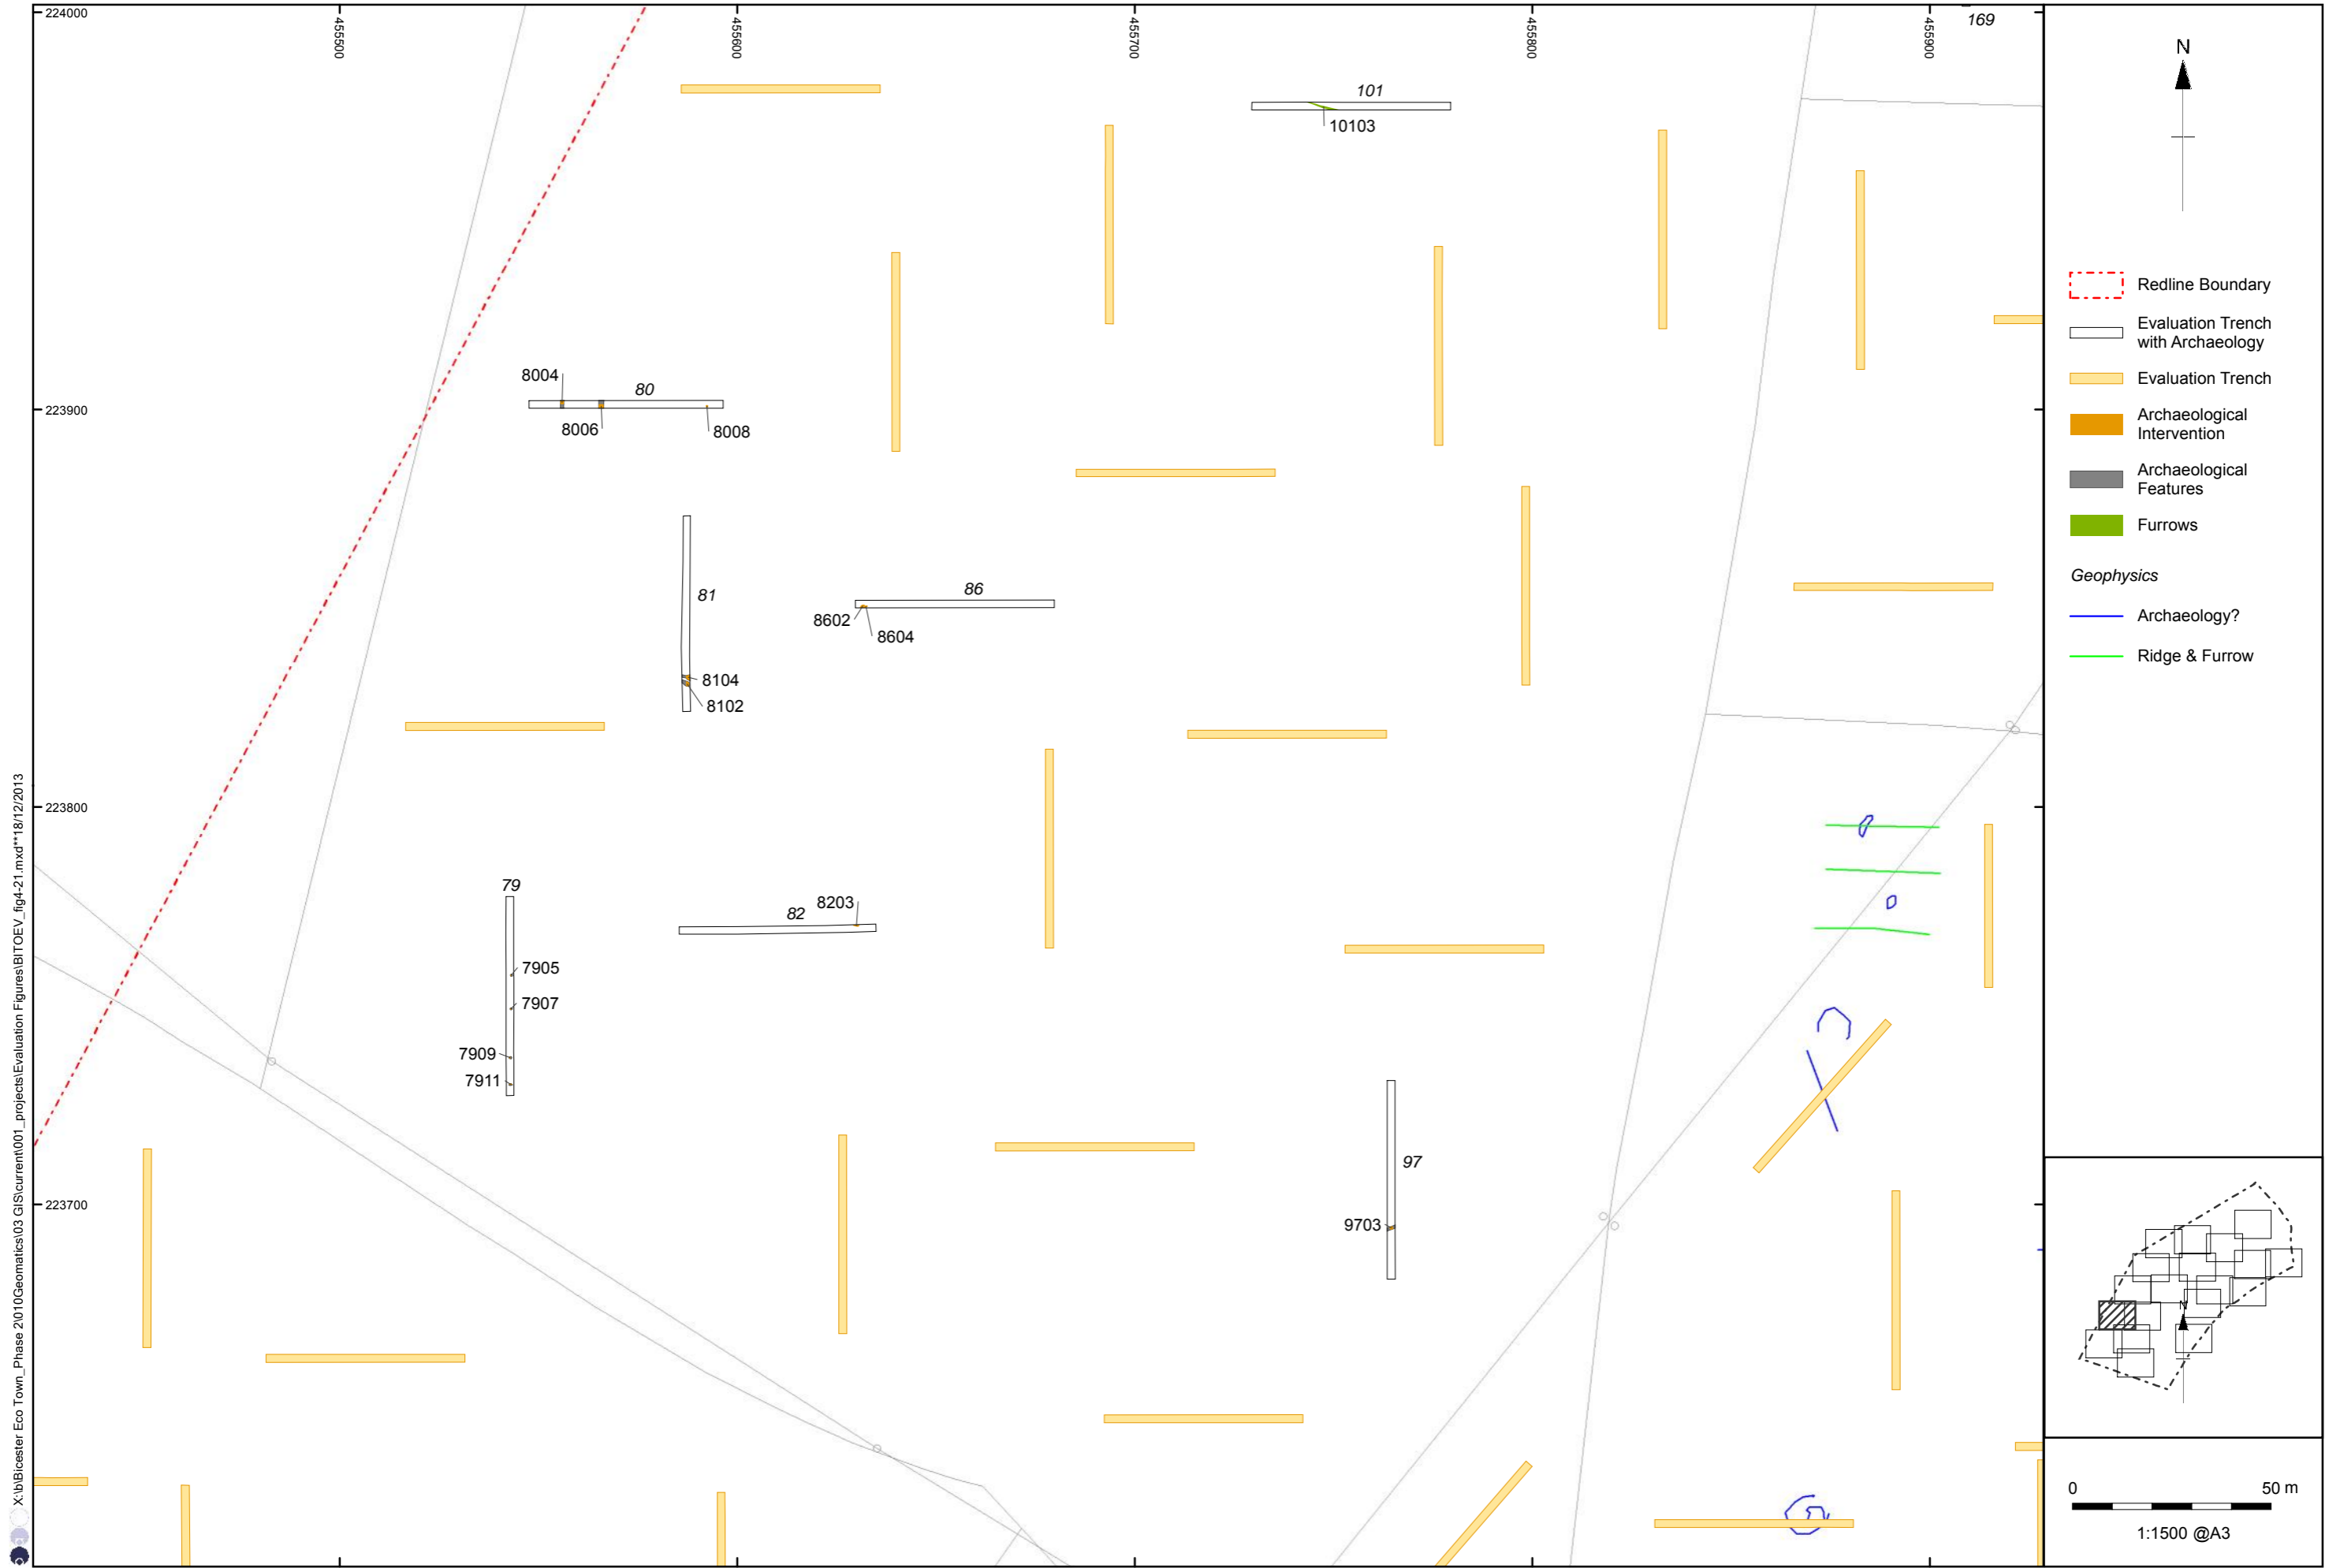 224000
455500
455600
455700
455800
455900
169
101
10103
8004
80
8006
8008
223900
81
86
8602
8604
8104
8102
223800
79
82
8203
7905
7907
7909
7911
97
9703
223700
X:\b\Bicester Eco Town_Phase 2\010Geomatics\03 GIS\current\001_projects\Evaluation Figures\BITOEV_fig4-21.mxd**18/12/2013
N
Redline Boundary
Evaluation Trench
with Archaeology
Evaluation Trench
Archaeological
Intervention
Archaeological
Features
Furrows
Geophysics
Archaeology?
Ridge & Furrow
N
0
50 m
1:1500 @A3